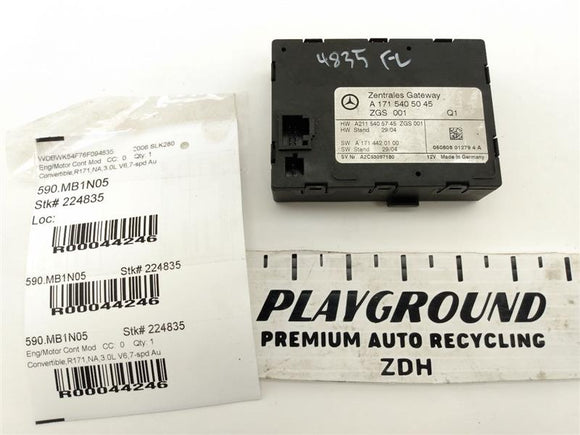 4835 F-L
Zentrales Gateway
A 171 540 50 45
ZGS 001 Q1
HW. A211 540 57 45 ZGS 001
HW Stand 29/04
SW. A 171 442 01 00
SW Stand 29/04
SV Nr. A2C53097180
12V. Made in Germany
WDBWK54F76F094835 2006 SLK280
Eng/Motor Cont Mod CC: 0 Qty: 1
Convertible,R171,NA,3.0L V6,7-spd Au
590.MB1N05
Stk# 224835
Loc:
R00044246
590.MB1N05 Stk# 224835
R00044246
590.MB1N05 Stk# 224835
Eng/Motor Cont Mod CC: 0 Qty: 1
Convertible,R171,NA,3.0L V6,7-spd Au
R00044246
PLAYGROUND
PREMIUM AUTO RECYCLING
ZDH